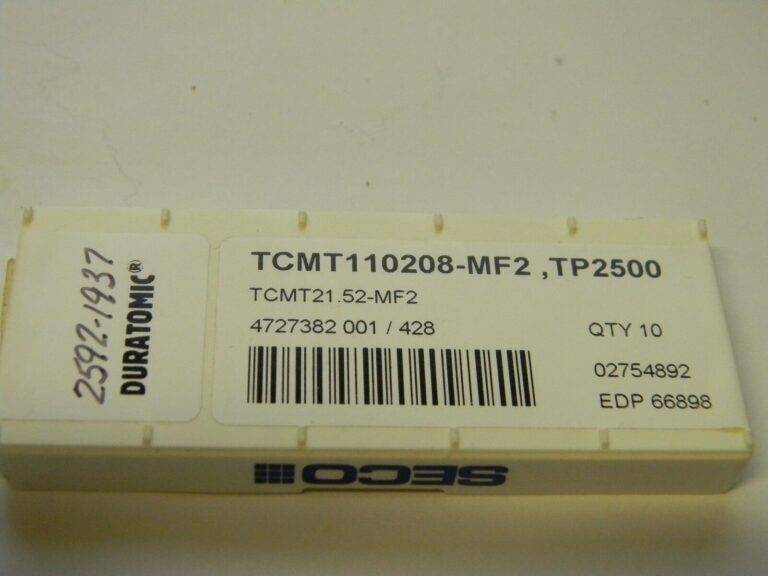 2592-1937
DURATOMIC®
TCMT110208-MF2 ,TP2500
TCMT21.52-MF2
4727382 001 / 428
QTY 10
02754892
EDP 66898
SECO